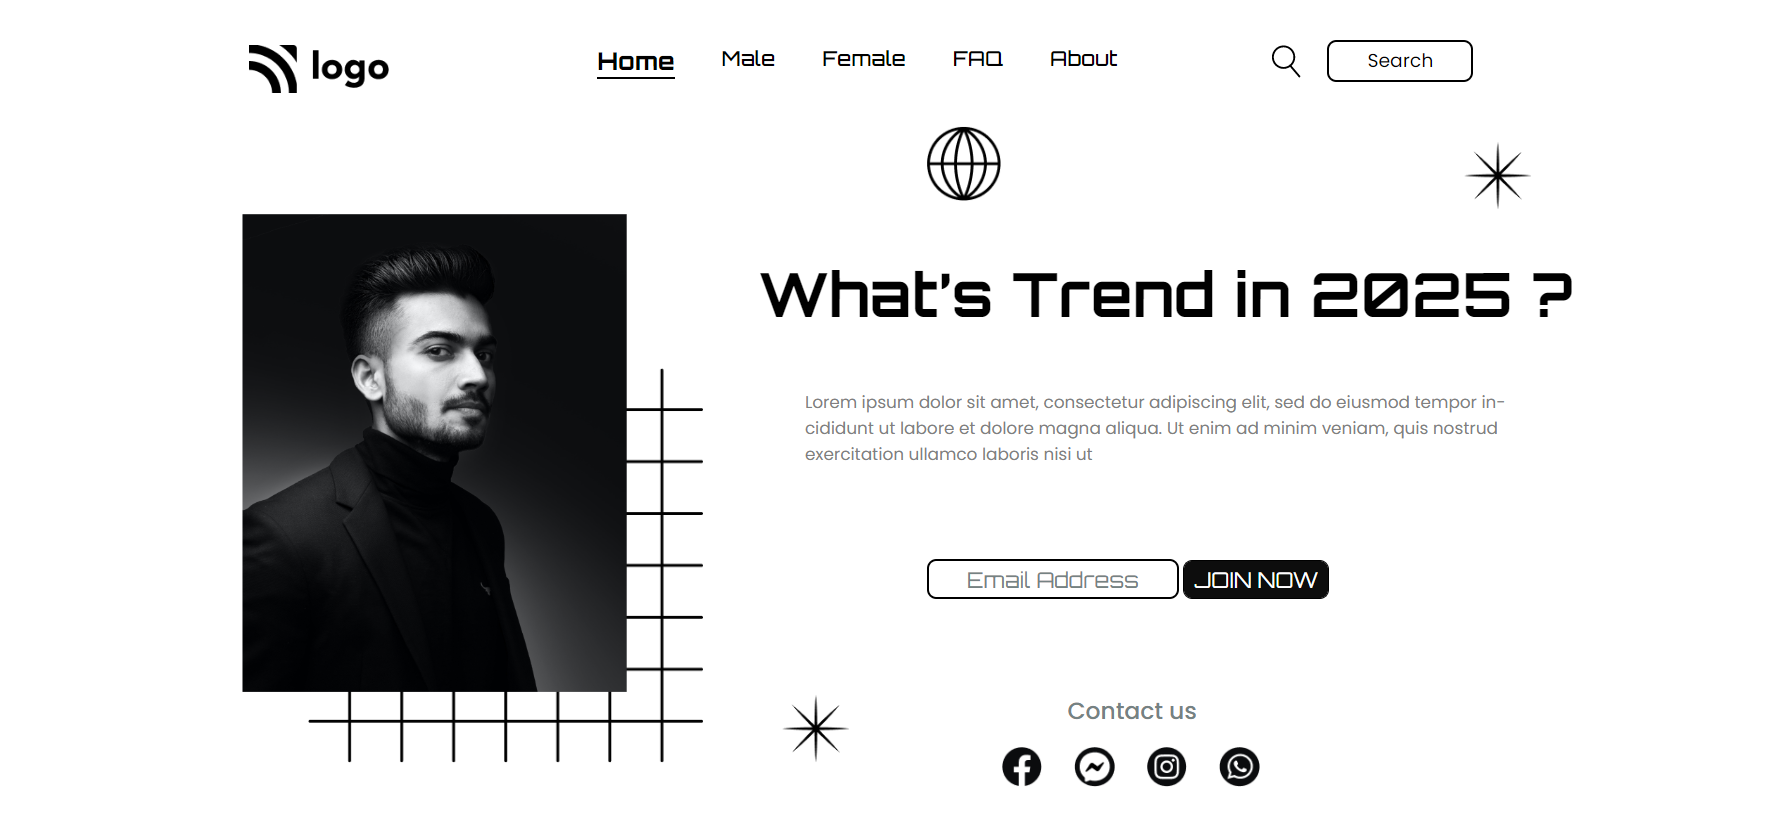 logo
Home Male Female FAQ About
Search
What's Trend in 2025 ?
Lorem ipsum dolor sit amet, consectetur adipiscing elit, sed do eiusmod tempor in-
cididunt ut labore et dolore magna aliqua. Ut enim ad minim veniam, quis nostrud
exercitation ullamco laboris nisi ut
Email Address JOIN NOW
Contact us